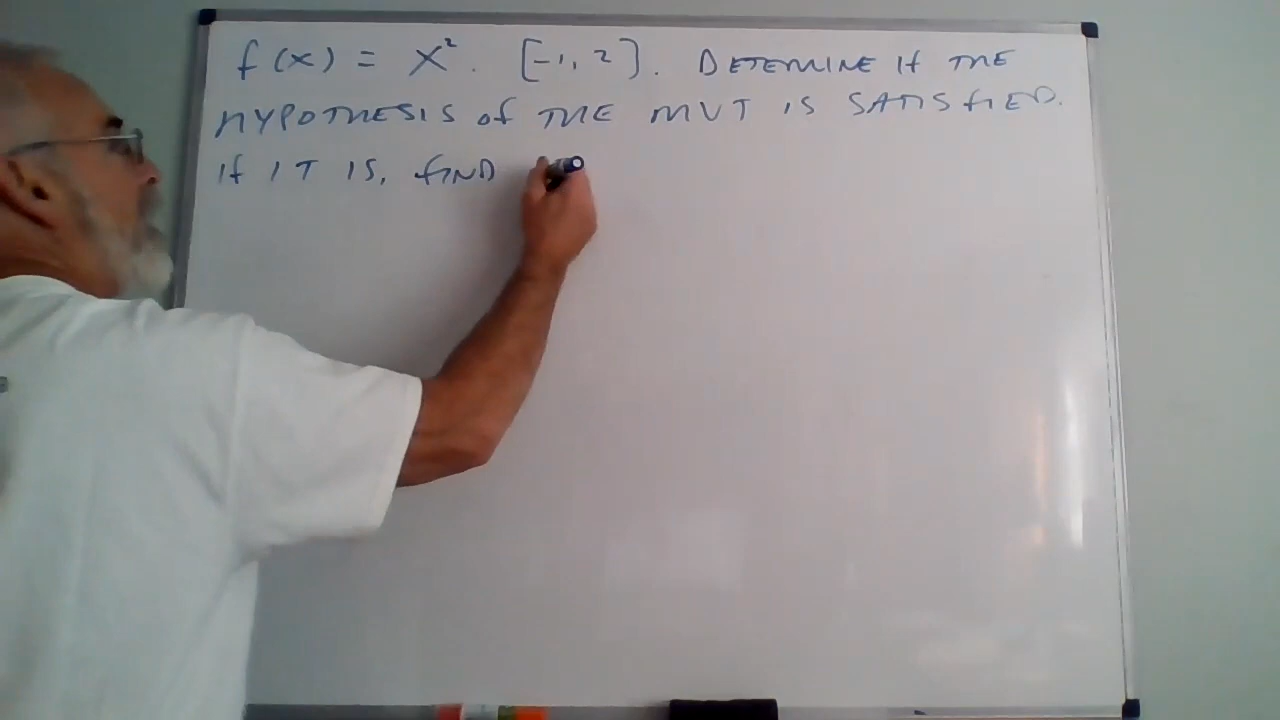 f(x) = x². [-1, 2]. DETERMINE If THE
HYPOTHESIS of THE MVT IS SATISfIED.
If IT IS, fIND